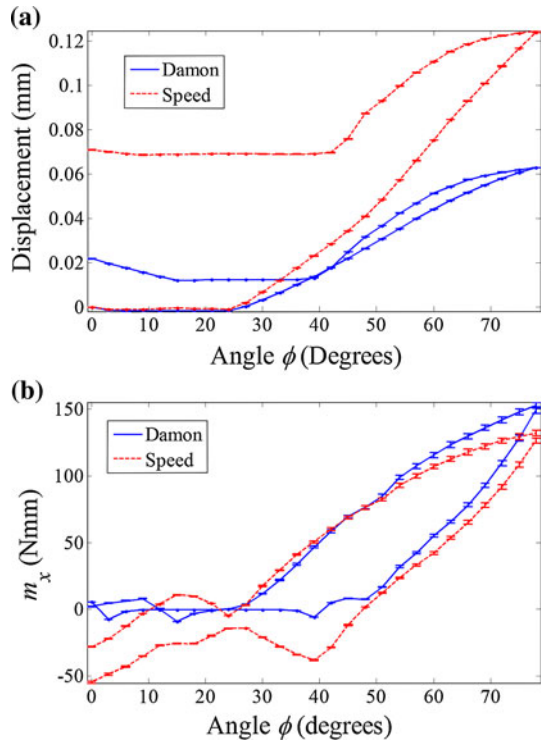 (a)
0.12
0.1
0.08
0.06
0.04
0.02
0
Displacement (mm)
Damon
Speed
0 10 20 30 40 50 60 70
Angle ϕ (Degrees)
(b)
150
100
50
0
-50
m_x (Nmm)
Damon
Speed
0 10 20 30 40 50 60 70
Angle ϕ (degrees)